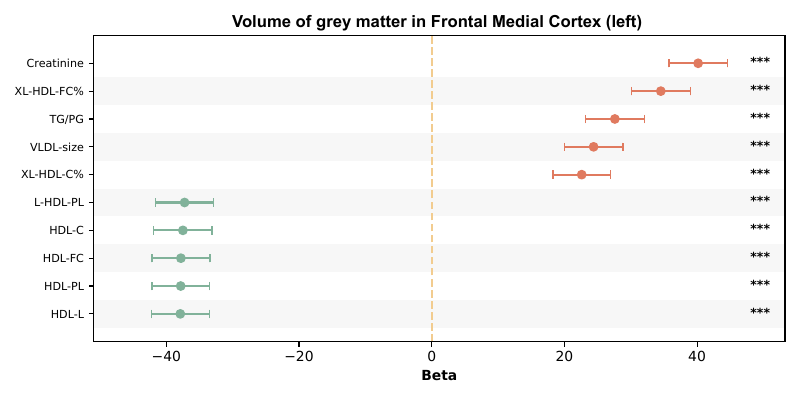 Volume of grey matter in Frontal Medial Cortex (left)
Creatinine ***
XL-HDL-FC% ***
TG/PG ***
VLDL-size ***
XL-HDL-C% ***
L-HDL-PL ***
HDL-C ***
HDL-FC ***
HDL-PL ***
HDL-L ***
−40 −20 0 20 40
Beta